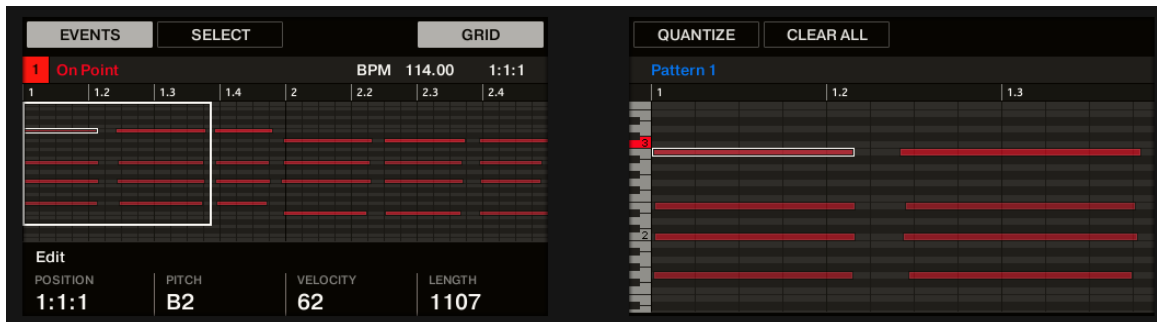 EVENTS SELECT GRID
1 On Point BPM 114.00 1:1:1
1 1.2 1.3 1.4 2 2.2 2.3 2.4
Edit
POSITION PITCH VELOCITY LENGTH
1:1:1 B2 62 1107
QUANTIZE CLEAR ALL
Pattern 1
1 1.2 1.3
3
2